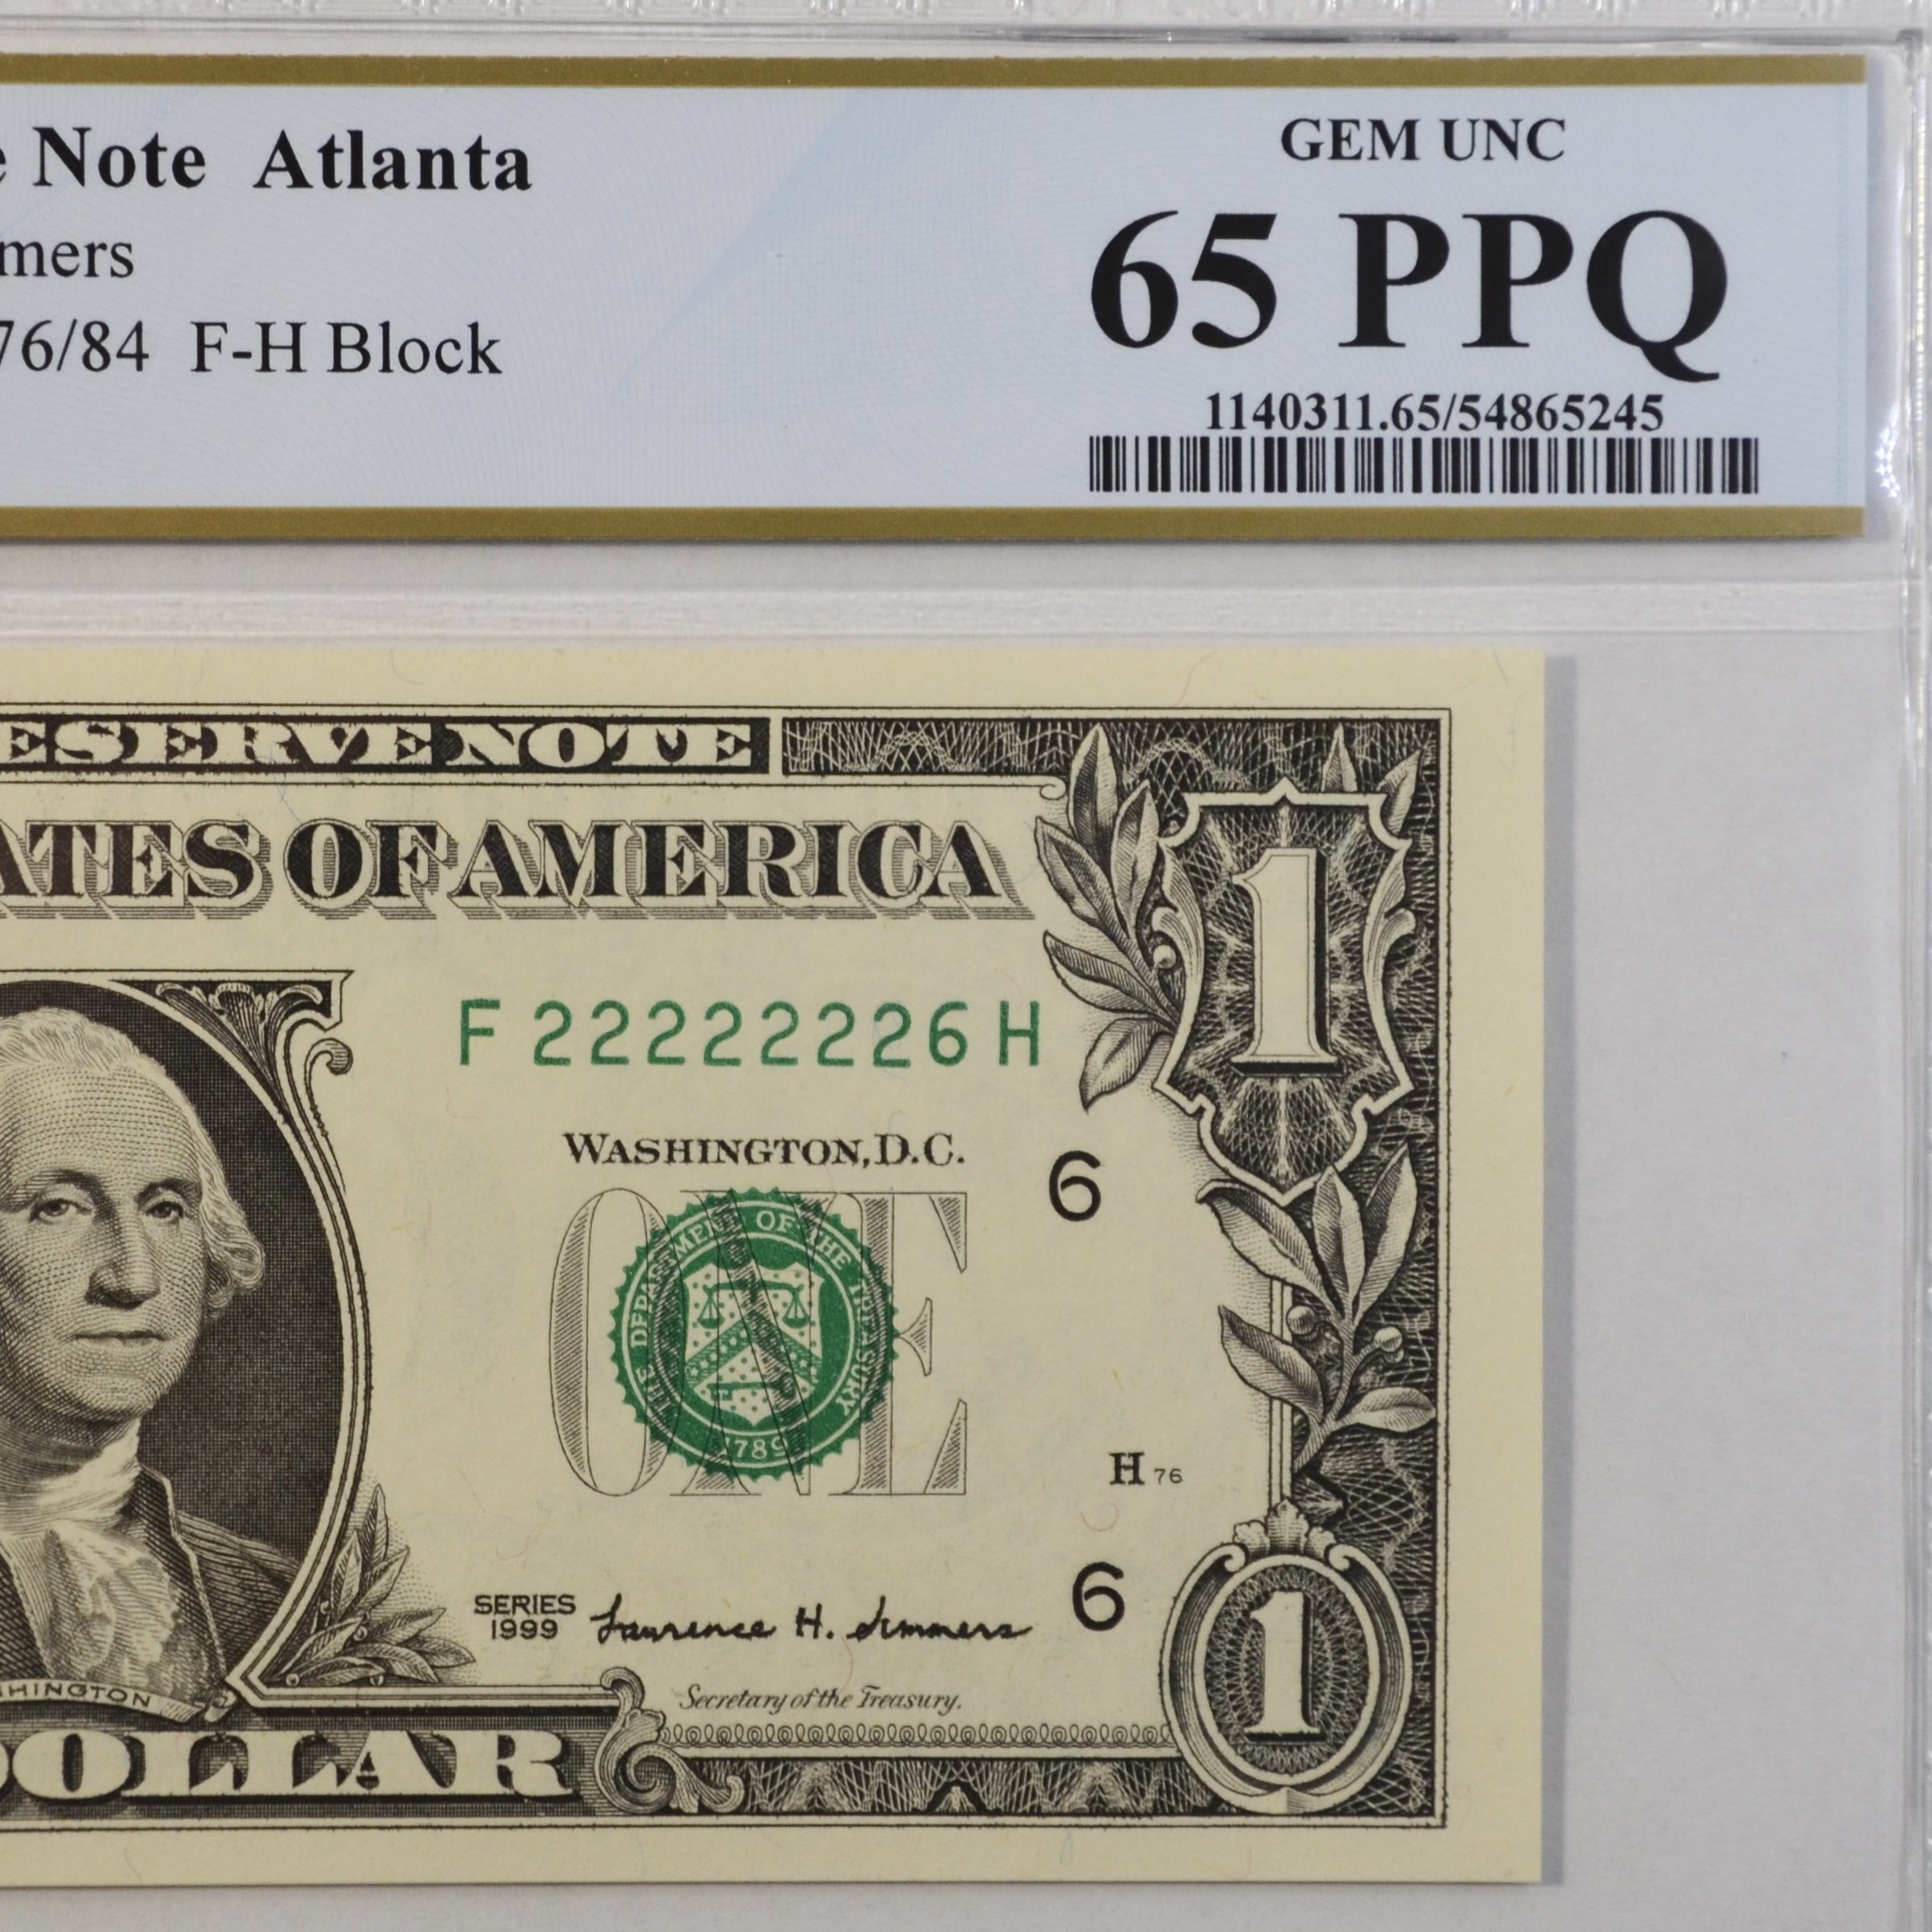 e Note Atlanta
mers
76/84 F-H Block
GEM UNC
65 PPQ
1140311.65/54865245
ESERVE NOTE
ATES OF AMERICA
1
F 22222226 H
WASHINGTON, D.C.
6
ONE
THE DEPARTMENT OF THE TREASURY
1789
H 76
SERIES
1999
Lawrence H. Summers
6
Secretary of the Treasury.
1
SHINGTON
DOLLAR